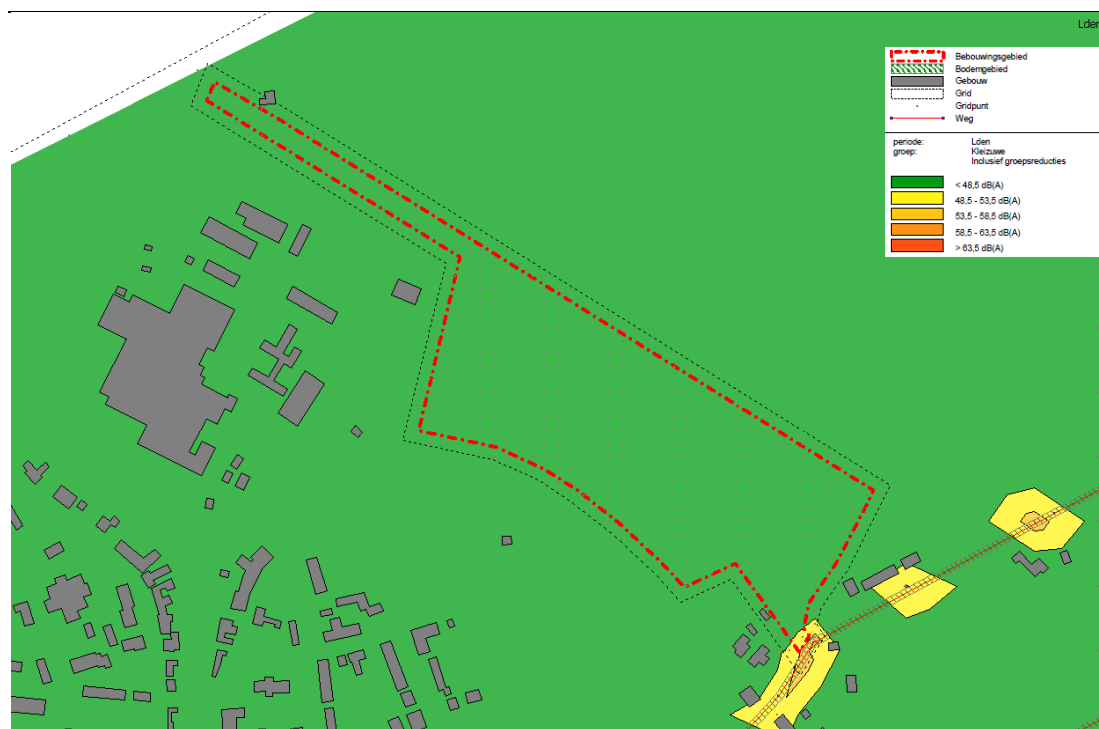 Lden
Bebouwingsgebied
Bodemgebied
Gebouw
Grid
Gridpunt
Weg
periode: Lden
groep: Kleizuwe
Inclusief groepsreducties
< 48,5 dB(A)
48,5 - 53,5 dB(A)
53,5 - 58,5 dB(A)
58,5 - 63,5 dB(A)
> 63,5 dB(A)